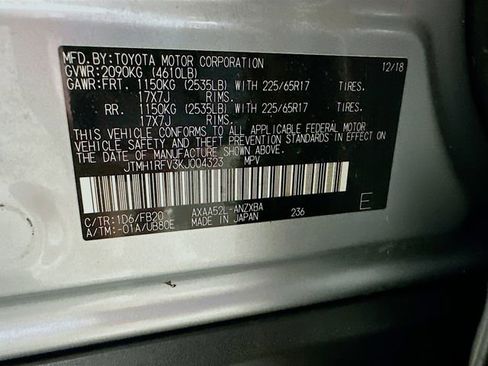 MFD.BY:TOYOTA MOTOR CORPORATION 12/18
GVWR:2090KG (4610LB)
GAWR:FRT. 1150KG (2535LB) WITH 225/65R17 TIRES.
17X7J RIMS.
RR. 1150KG (2535LB) WITH 225/65R17 TIRES.
17X7J RIMS.
THIS VEHICLE CONFORMS TO ALL APPLICABLE FEDERAL MOTOR
VEHICLE SAFETY AND THEFT PREVENTION STANDARDS IN EFFECT
ON THE DATE OF MANUFACTURE SHOWN ABOVE.
JTMH1RFV3KJ004323 MPV
C/TR:1D6/FB20 AXAA52L-ANZXBA 236 E
A/TM:-01A/UB80E MADE IN JAPAN